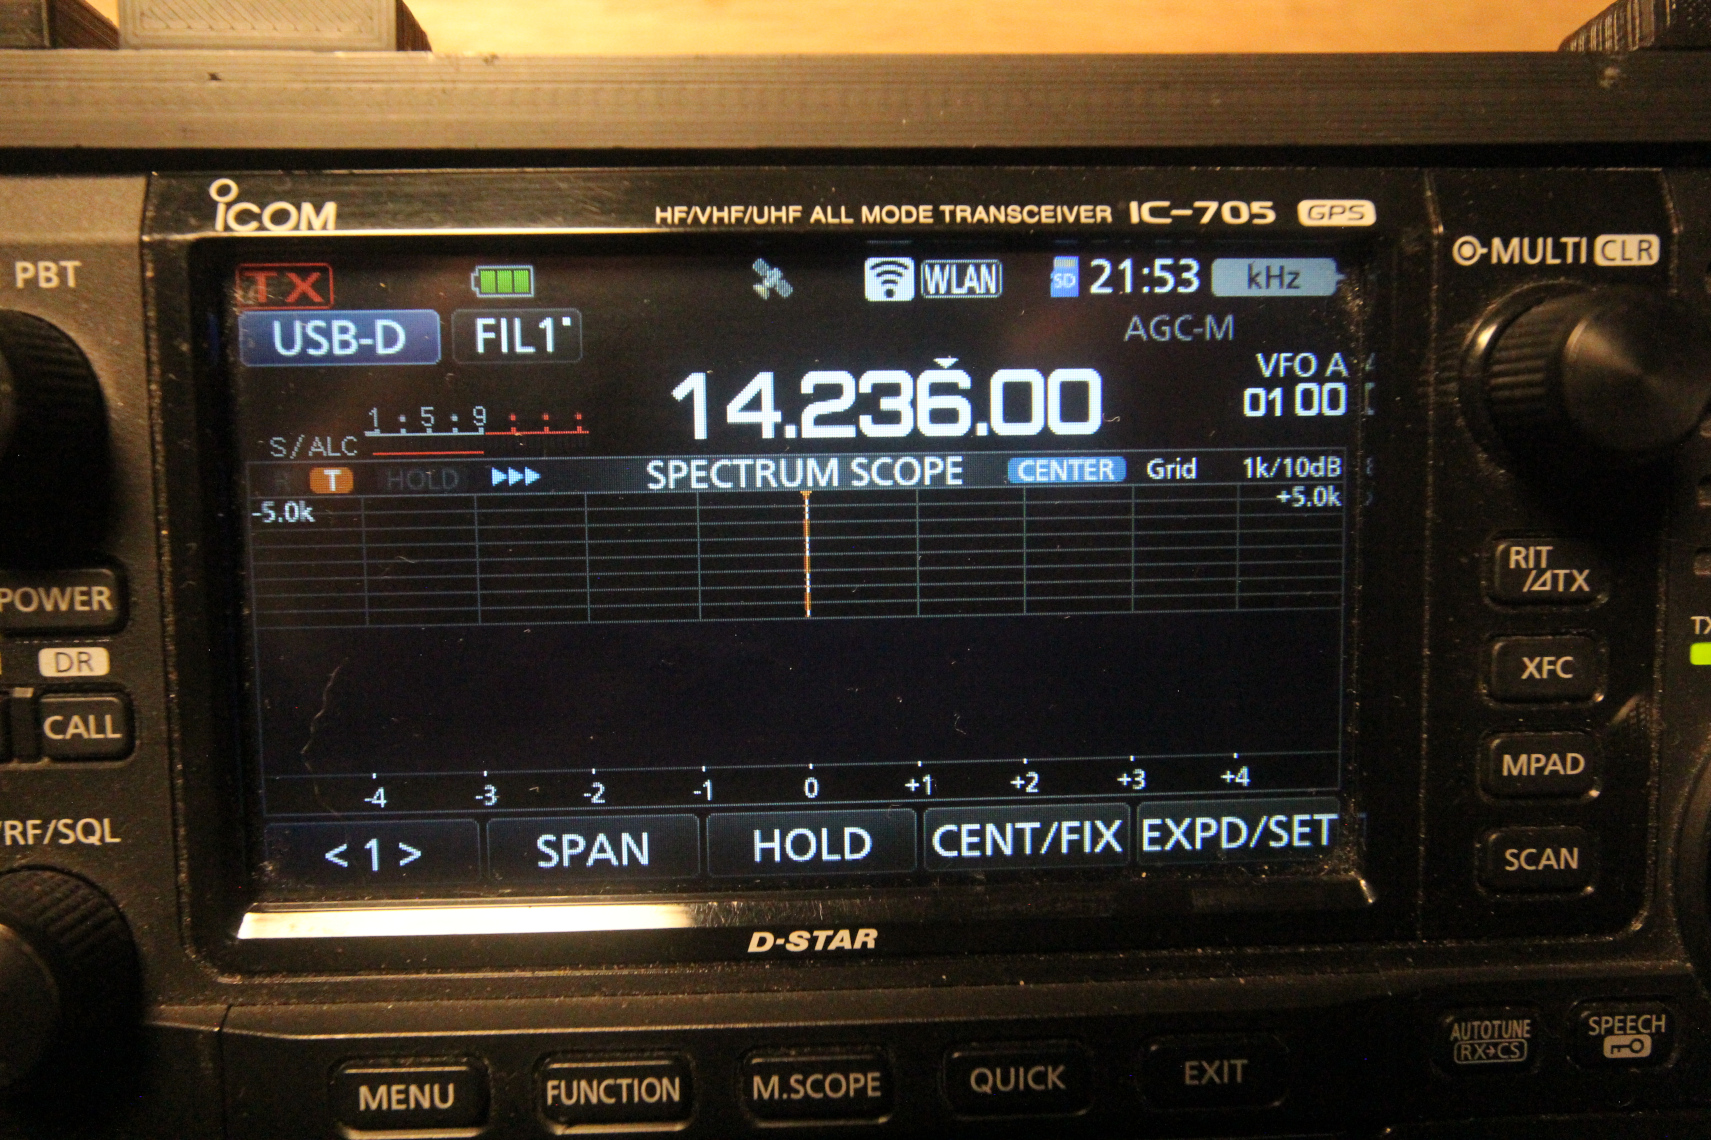 iCOM
HF/VHF/UHF ALL MODE TRANSCEIVER IC-705 GPS
PBT
MULTI CLR
TX
WLAN
SD
21:53
kHz
USB-D
FIL1
AGC-M
14.236.00
VFO A
01 00
1 : 5 : 9
S/ALC
T
HOLD
SPECTRUM SCOPE
CENTER
Grid
1k/10dB
-5.0k
+5.0k
-4 -3 -2 -1 0 +1 +2 +3 +4
< 1 >
SPAN
HOLD
CENT/FIX
EXPD/SET
POWER
DR
CALL
/RF/SQL
RIT
/ΔTX
XFC
MPAD
SCAN
TX
D-STAR
MENU
FUNCTION
M.SCOPE
QUICK
EXIT
AUTOTUNE
RX→CS
SPEECH